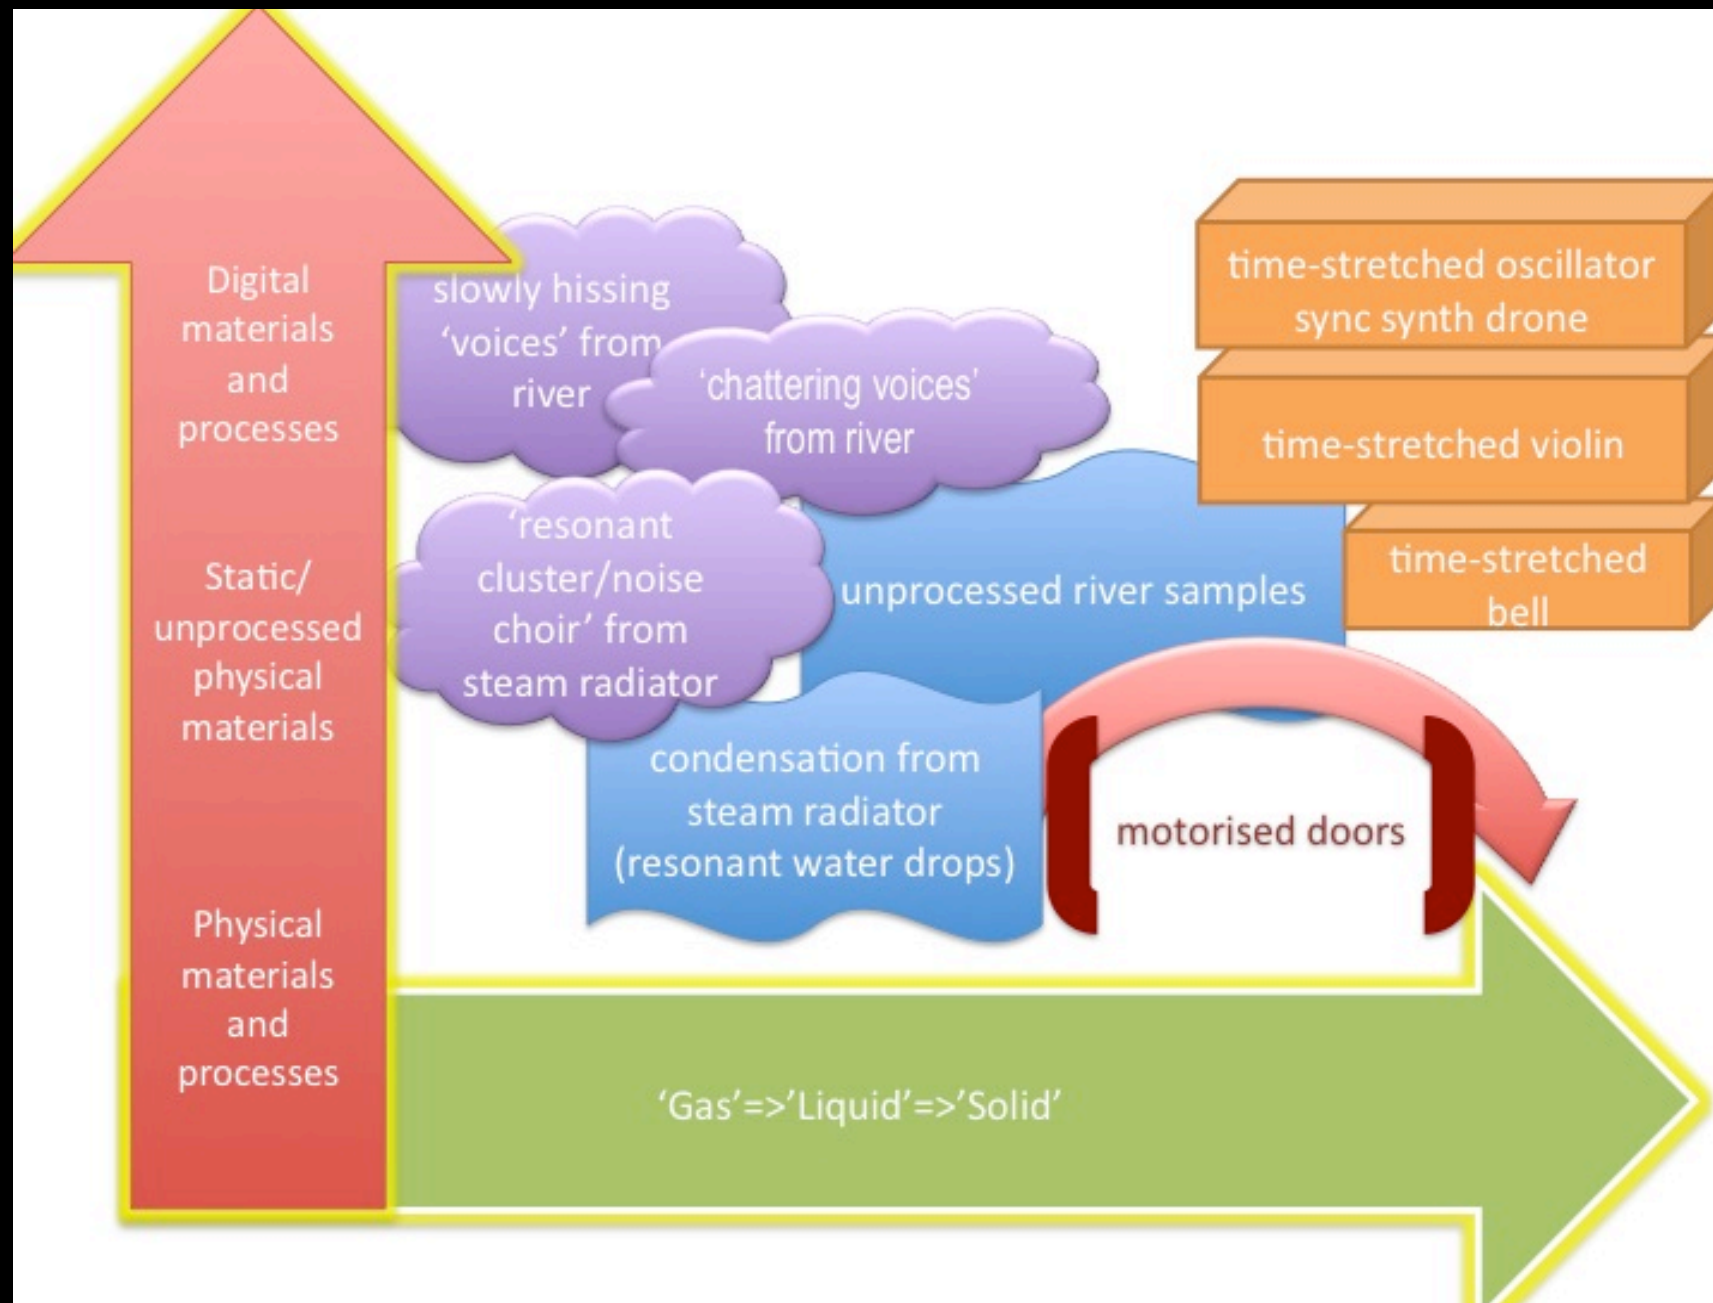 Digital
materials
and
processes
Static/
unprocessed
physical
materials
Physical
materials
and
processes
slowly hissing
‘voices’ from
river
‘chattering voices’
from river
‘resonant
cluster/noise
choir’ from
steam radiator
unprocessed river samples
condensation from
steam radiator
(resonant water drops)
motorised doors
time-stretched oscillator
sync synth drone
time-stretched violin
time-stretched
bell
‘Gas’=>’Liquid’=>’Solid’